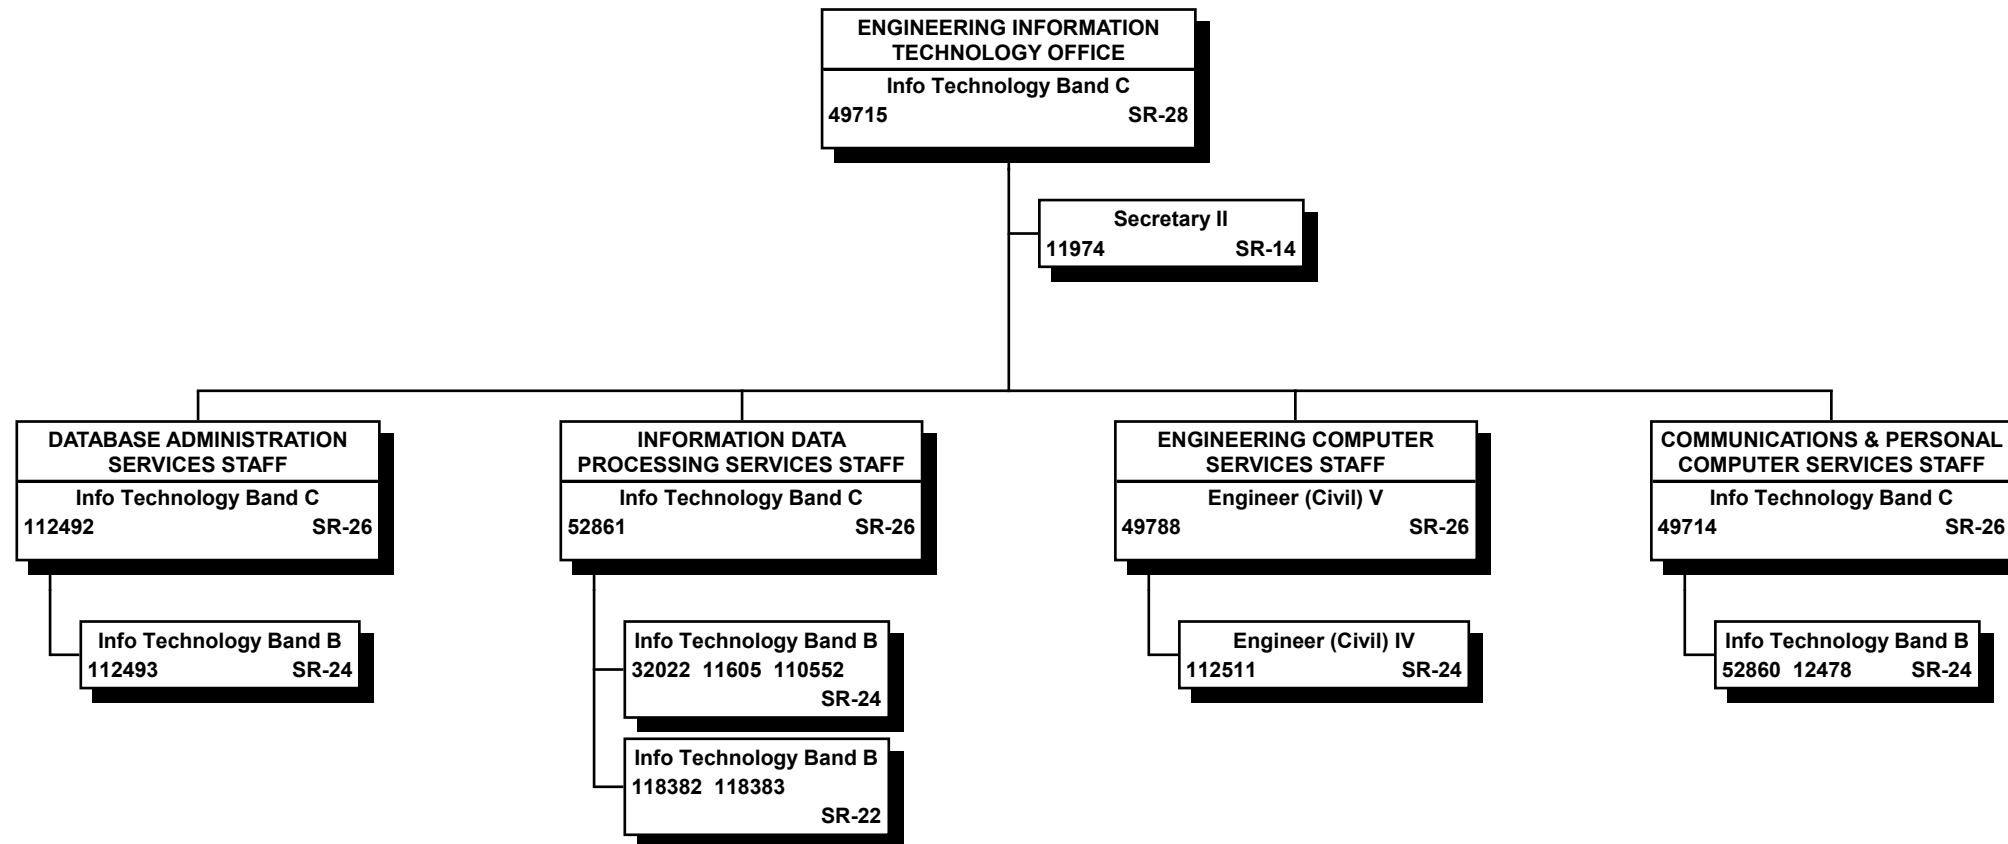 ENGINEERING INFORMATION
TECHNOLOGY OFFICE
Info Technology Band C
49715 SR-28
Secretary II
11974 SR-14
DATABASE ADMINISTRATION
SERVICES STAFF
Info Technology Band C
112492 SR-26
Info Technology Band B
112493 SR-24
INFORMATION DATA
PROCESSING SERVICES STAFF
Info Technology Band C
52861 SR-26
Info Technology Band B
32022 11605 110552
SR-24
Info Technology Band B
118382 118383
SR-22
ENGINEERING COMPUTER
SERVICES STAFF
Engineer (Civil) V
49788 SR-26
Engineer (Civil) IV
112511 SR-24
COMMUNICATIONS & PERSONAL
COMPUTER SERVICES STAFF
Info Technology Band C
49714 SR-26
Info Technology Band B
52860 12478 SR-24